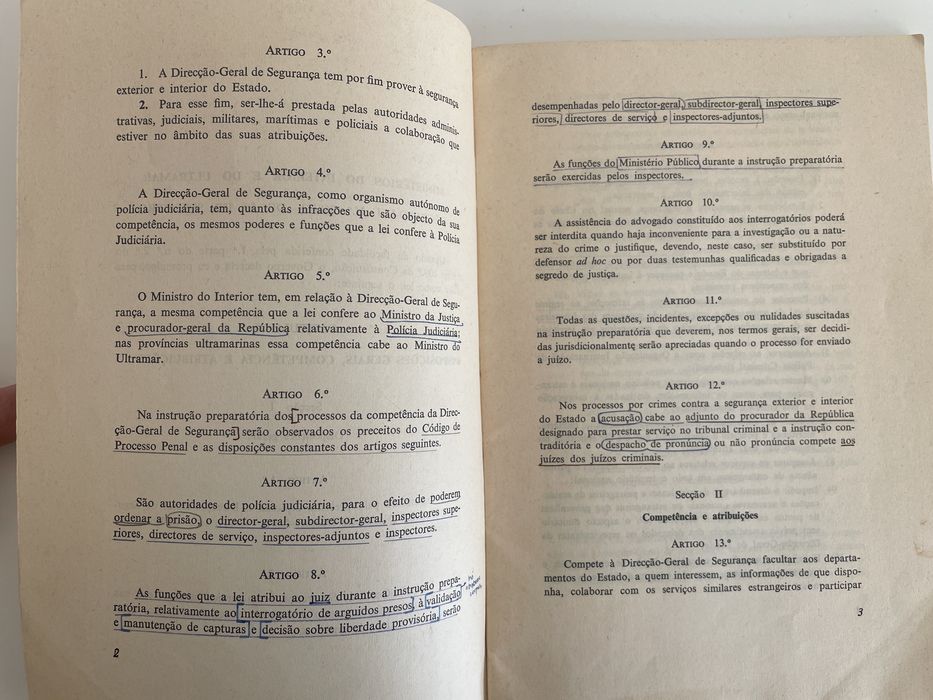 ARTIGO 3.º
1. A Direcção-Geral de Segurança tem por fim prover à segurança
exterior e interior do Estado.
2. Para esse fim, ser-lhe-á prestada pelas autoridades adminis-
trativas, judiciais, militares, marítimas e policiais a colaboração que
estiver no âmbito das suas atribuições.
ARTIGO 4.º
A Direcção-Geral de Segurança, como organismo autónomo de
polícia judiciária, tem, quanto às infracções que são objecto da sua
competência, os mesmos poderes e funções que a lei confere à Polícia
Judiciária.
ARTIGO 5.º
O Ministro do Interior tem, em relação à Direcção-Geral de Segu-
rança, a mesma competência que a lei confere ao Ministro da Justiça
e procurador-geral da República relativamente à Polícia Judiciária;
nas províncias ultramarinas essa competência cabe ao Ministro do
Ultramar.
ARTIGO 6.º
Na instrução preparatória dos processos da competência da Direc-
ção-Geral de Segurança serão observados os preceitos do Código de
Processo Penal e as disposições constantes dos artigos seguintes.
ARTIGO 7.º
São autoridades de polícia judiciária, para o efeito de poderem
ordenar a prisão, o director-geral, subdirector-geral, inspectores supe-
riores, directores de serviço, inspectores-adjuntos e inspectores.
ARTIGO 8.º
As funções que a lei atribui ao juiz durante a instrução prepa-
ratória, relativamente ao interrogatório de arguidos presos, à validação
e manutenção de capturas e decisão sobre liberdade provisória, serão
2
desempenhadas pelo director-geral, subdirector-geral, inspectores supe-
riores, directores de serviço e inspectores-adjuntos.
ARTIGO 9.º
As funções do Ministério Público durante a instrução preparatória
serão exercidas pelos inspectores.
ARTIGO 10.º
A assistência do advogado constituído aos interrogatórios poderá
ser interdita quando haja inconveniente para a investigação ou a natu-
reza do crime o justifique, devendo, neste caso, ser substituído por
defensor ad hoc ou por duas testemunhas qualificadas e obrigadas a
segredo de justiça.
ARTIGO 11.º
Todas as questões, incidentes, excepções ou nulidades suscitadas
na instrução preparatória que deverem, nos termos gerais, ser decidi-
das jurisdicionalmente serão apreciadas quando o processo for enviado
a juízo.
ARTIGO 12.º
Nos processos por crimes contra a segurança exterior e interior
do Estado a acusação cabe ao adjunto do procurador da República
designado para prestar serviço no tribunal criminal e a instrução con-
traditória e o despacho de pronúncia ou não pronúncia compete aos
juízes dos juízos criminais.
Secção II
Competência e atribuições
ARTIGO 13.º
Compete à Direcção-Geral de Segurança facultar aos departa-
mentos do Estado, a quem interessem, as informações de que dispo-
nha, colaborar com os serviços similares estrangeiros e participar
3